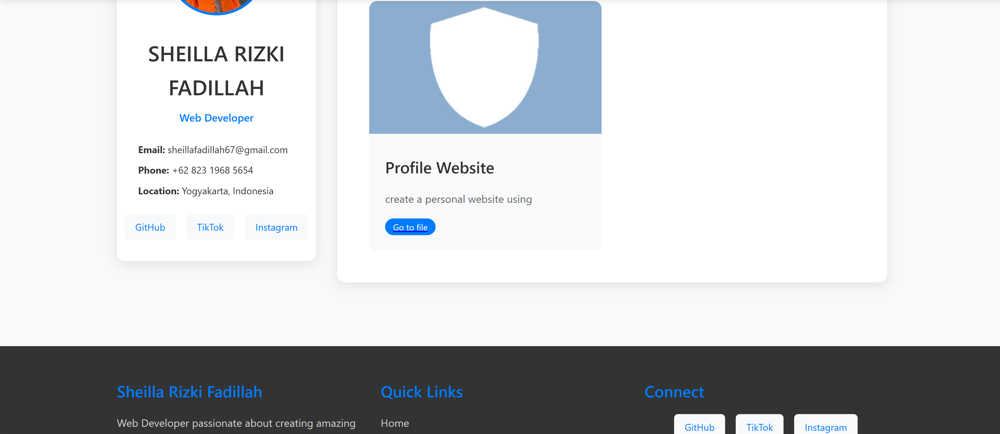 SHEILLA RIZKI
FADILLAH
Web Developer
Email: sheillafadillah67@gmail.com
Phone: +62 823 1968 5654
Location: Yogyakarta, Indonesia
GitHub
TikTok
Instagram
Profile Website
create a personal website using
Go to file
Sheilla Rizki Fadillah
Web Developer passionate about creating amazing
Quick Links
Home
Connect
GitHub
TikTok
Instagram